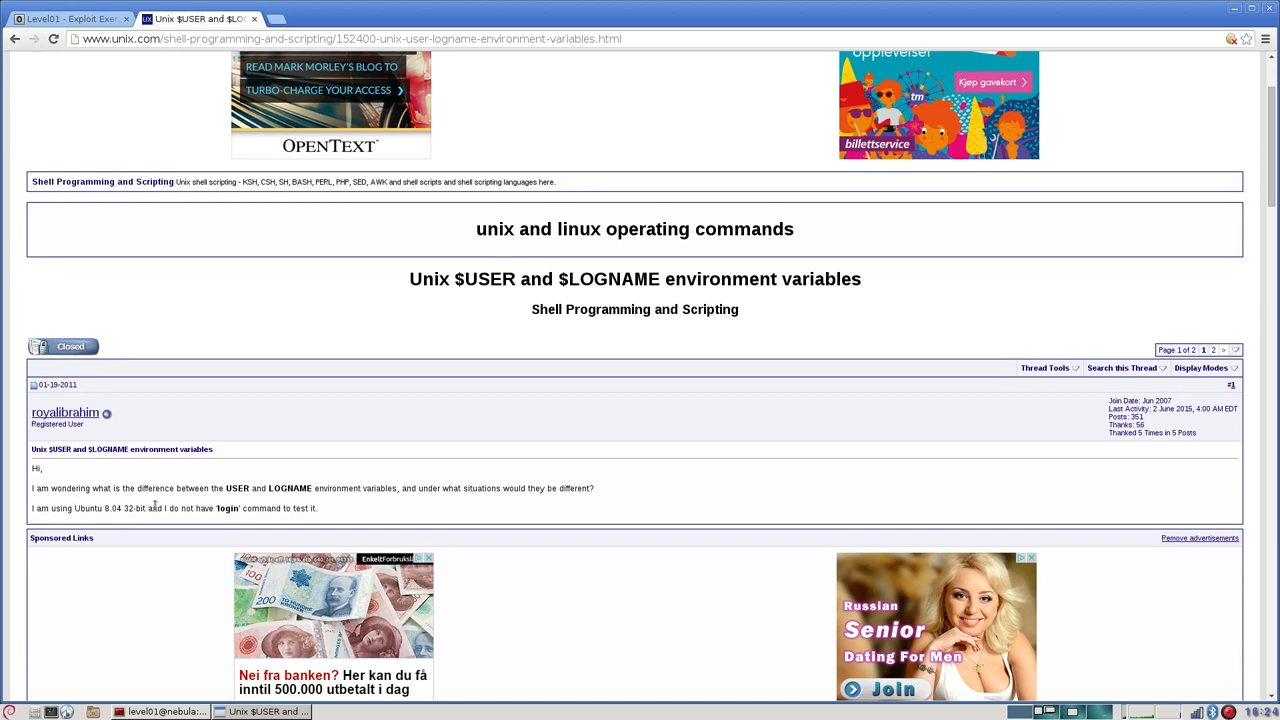 Level01 - Exploit Exer
Unix $USER and $LO
www.unix.com/shell-programming-and-scripting/152400-unix-user-logname-environment-variables.html
READ MARK MORLEY'S BLOG TO
TURBO-CHARGE YOUR ACCESS
OPENTEXT
opplevelser
Kjøp gavekort
tm
billettservice
Shell Programming and Scripting Unix shell scripting - KSH, CSH, SH, BASH, PERL, PHP, SED, AWK and shell scripts and shell scripting languages here.
unix and linux operating commands
Unix $USER and $LOGNAME environment variables
Shell Programming and Scripting
Closed
Page 1 of 2 1 2 >
Thread Tools Search this Thread Display Modes
01-19-2011
#1
royalibrahim
Registered User
Join Date: Jun 2007
Last Activity: 2 June 2015, 4:00 AM EDT
Posts: 351
Thanks: 56
Thanked 5 Times in 5 Posts
Unix $USER and $LOGNAME environment variables
Hi,
I am wondering what is the difference between the USER and LOGNAME environment variables, and under what situations would they be different?
I am using Ubuntu 8.04 32-bit and I do not have 'login' command to test it.
Sponsored Links
Remove advertisements
EnkeltForbruksl
100
200
Nei fra banken? Her kan du få
inntil 500.000 utbetalt i dag
Russian
Senior
Dating For Men
Join
level01@nebula:...
Unix $USER and ...
16:24